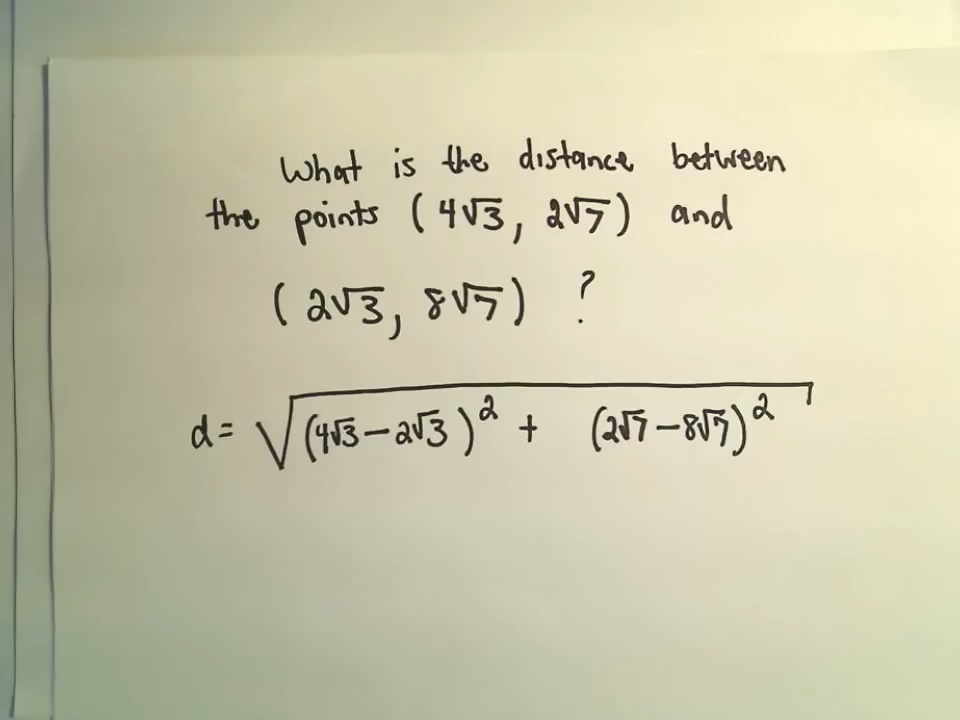 What is the distance between
the points (4√3, 2√7) and
(2√3, 8√7) ?
d = √((4√3 − 2√3)² + (2√7 − 8√7)²)